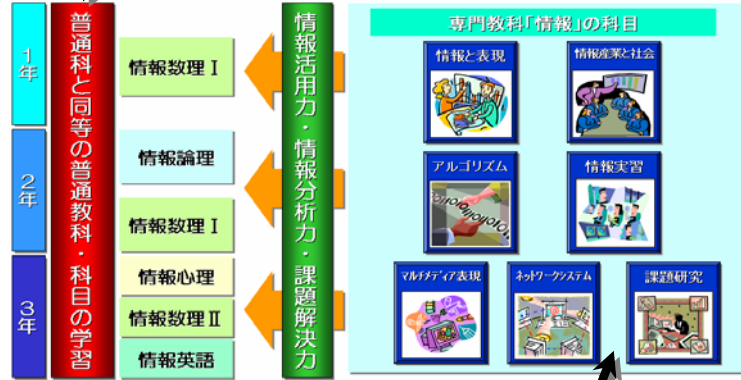 1年
2年
3年
普通科と同等の普通教科・科目の学習
情報数理Ⅰ
情報論理
情報数理Ⅰ
情報心理
情報数理Ⅱ
情報英語
情報活用力・情報分析力・課題解決力
専門教科「情報」の科目
情報と表現
情報産業と社会
アルゴリズム
情報実習
マルチメディア表現
ネットワークシステム
課題研究